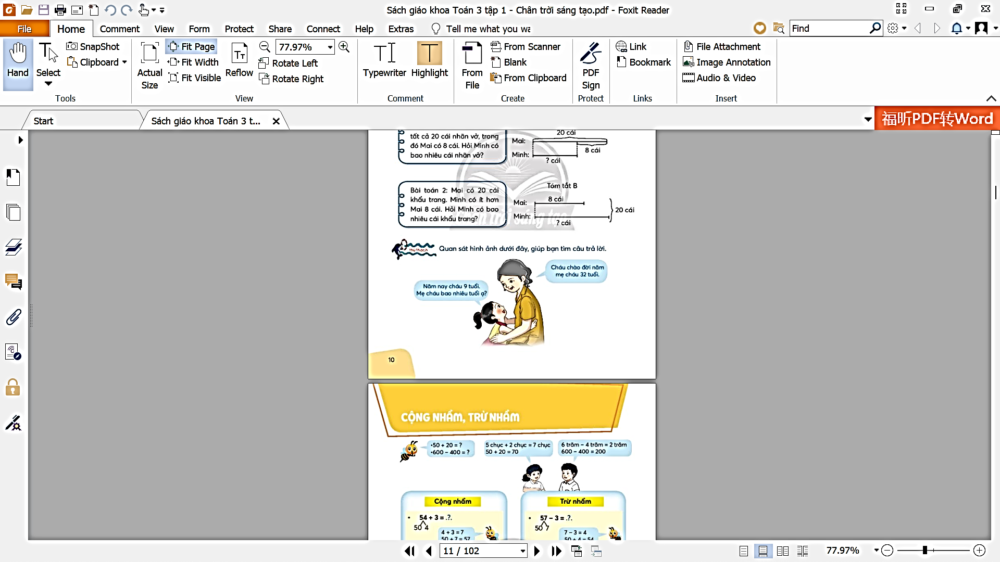 Sách giáo khoa Toán 3 tập 1 - Chân trời sáng tạo.pdf - Foxit Reader
File
Home
Comment
View
Form
Protect
Share
Connect
Help
Extras
Tell me what you wa
Find
Hand
Select
SnapShot
Clipboard
Tools
Actual Size
Fit Page
Fit Width
Fit Visible
Reflow
77.97%
Rotate Left
Rotate Right
View
Typewriter
Highlight
Comment
From File
From Scanner
Blank
From Clipboard
Create
PDF Sign
Protect
Link
Bookmark
Links
File Attachment
Image Annotation
Audio & Video
Insert
Start
Sách giáo khoa Toán 3 t...
福昕PDF转Word
tất cả 20 cái nhãn vở, trong
đó Mai có 8 cái. Hỏi Minh có
bao nhiêu cái nhãn vở?
20 cái
Mai:
8 cái
Minh:
? cái
Bài toán 2: Mai có 20 cái
khẩu trang. Minh có ít hơn
Mai 8 cái. Hỏi Minh có bao
nhiêu cái khẩu trang?
Tóm tắt B
Mai:
8 cái
20 cái
Minh:
? cái
Thử thách
Quan sát hình ảnh dưới đây, giúp bạn tìm câu trả lời.
Cháu chào đời năm
mẹ cháu 32 tuổi.
Năm nay cháu 9 tuổi.
Mẹ cháu bao nhiêu tuổi ạ?
10
CỘNG NHẨM, TRỪ NHẨM
•50 + 20 = ?
•600 – 400 = ?
5 chục + 2 chục = 7 chục
50 + 20 = 70
6 trăm – 4 trăm = 2 trăm
600 – 400 = 200
Cộng nhẩm
• 54 + 3 = .?.
50 4
4 + 3 = 7
50 + 7 = 57
Trừ nhẩm
• 57 – 3 = .?.
50 7
7 – 3 = 4
50 + 4 = 54
11 / 102
77.97%